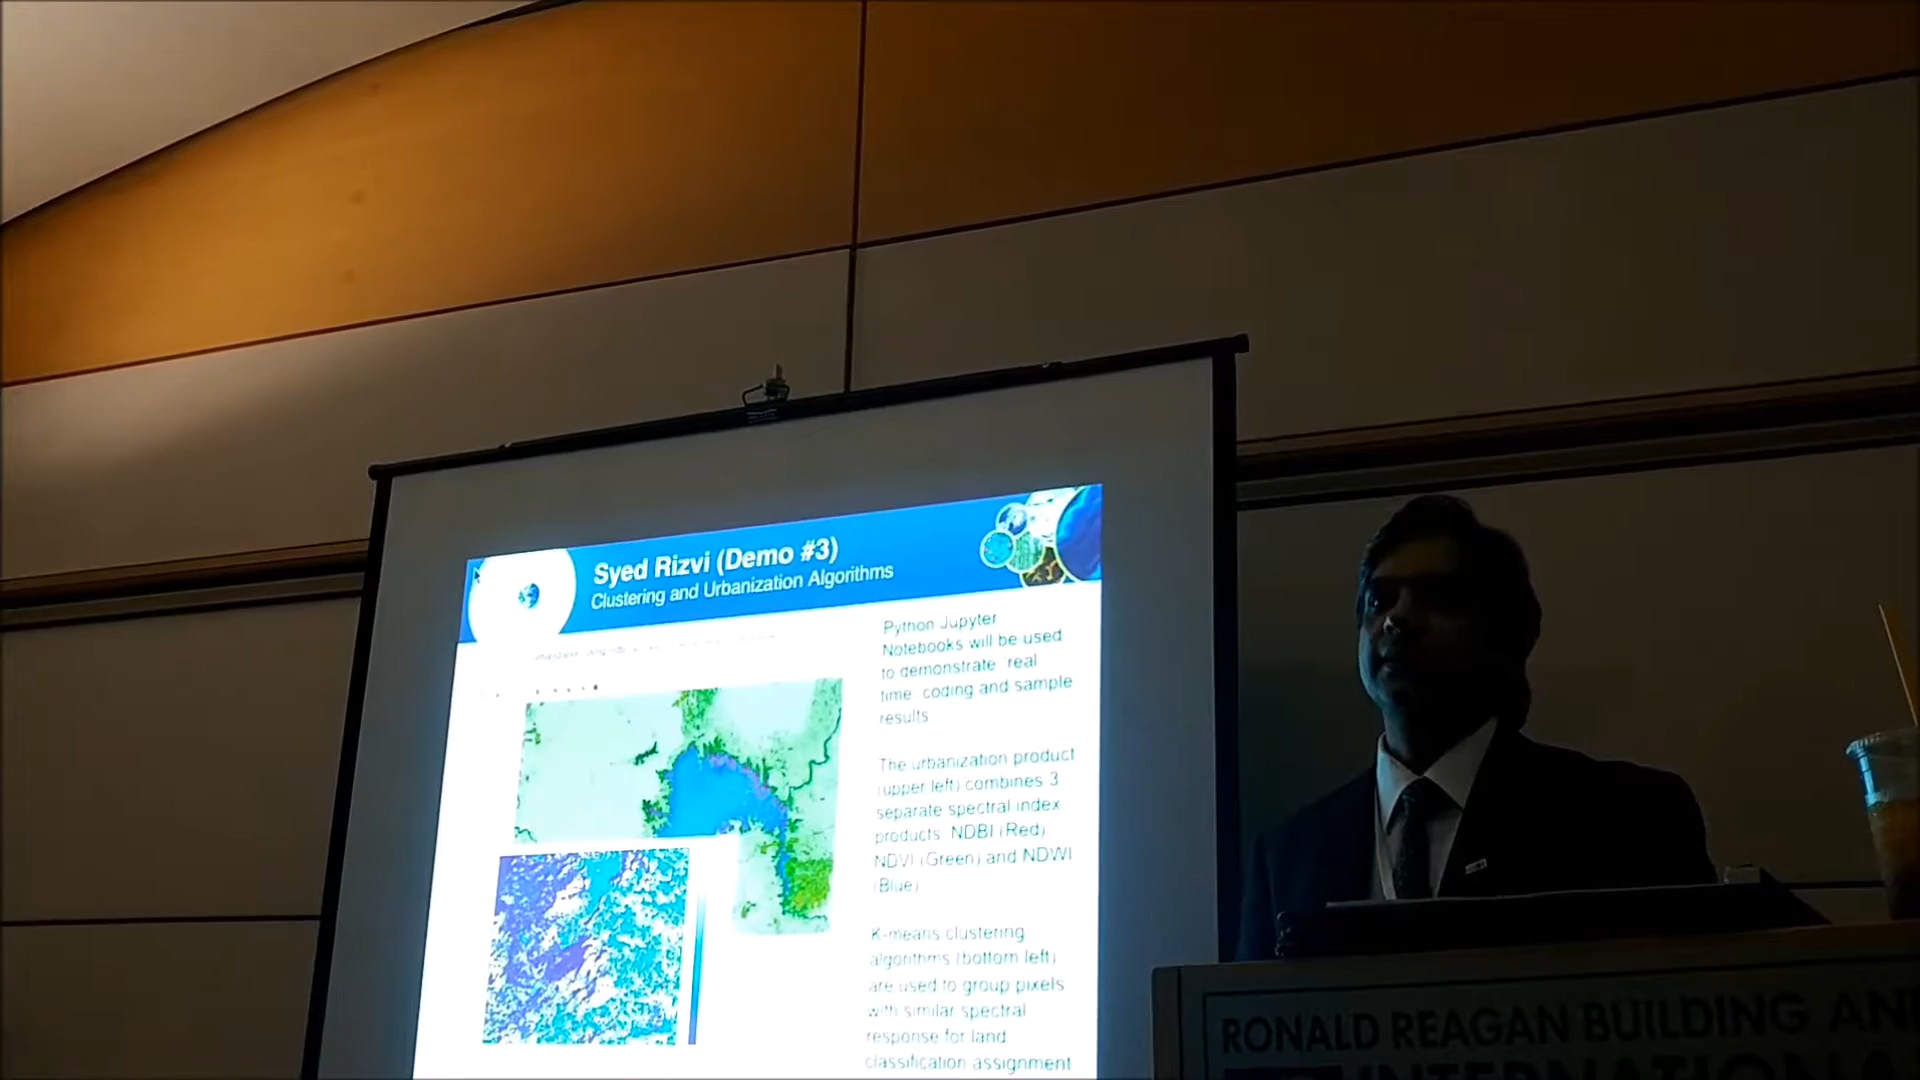 Syed Rizvi (Demo #3)
Clustering and Urbanization Algorithms
Python Jupyter
Notebooks will be used
to demonstrate real
time coding and sample
results
The urbanization product
(upper left) combines 3
separate spectral index
products NDBI (Red)
NDVI (Green) and NDWI
(Blue)
K-means clustering
algorithms (bottom left)
are used to group pixels
with similar spectral
response for land
classification assignment
RONALD REAGAN BUILDING AN
INTERNATIONA